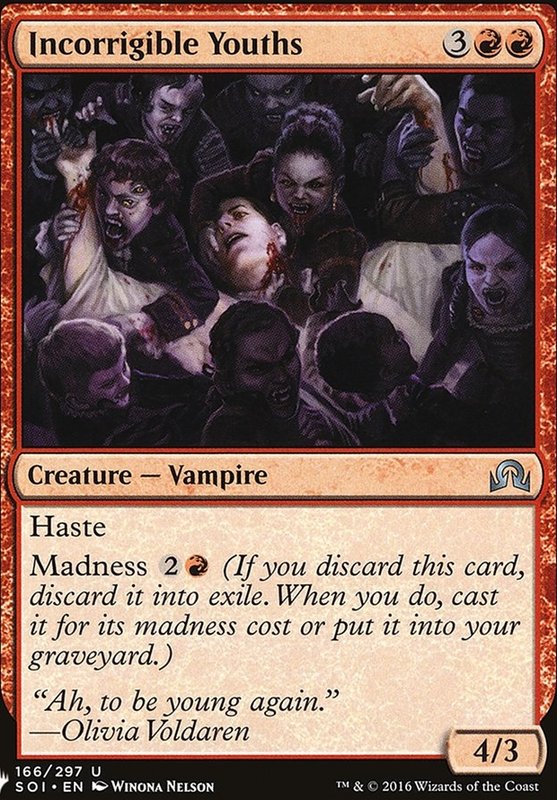 Incorrigible Youths 3
Creature — Vampire
Haste
Madness 2 (If you discard this card,
discard it into exile. When you do, cast
it for its madness cost or put it into your
graveyard.)
“Ah, to be young again.”
—Olivia Voldaren
4/3
166/297 U
SOI • EN Winona Nelson
™ & © 2016 Wizards of the Coast